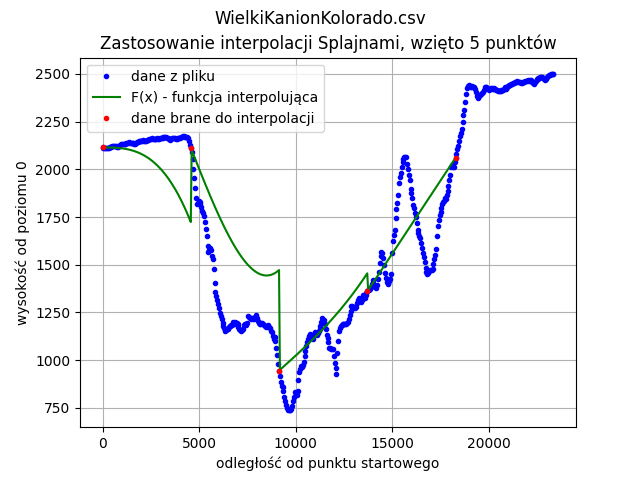 WielkiKanionKolorado.csv
Zastosowanie interpolacji Splajnami, wzięto 5 punktów
dane z pliku
F(x) - funkcja interpolująca
dane brane do interpolacji
wysokość od poziomu 0
2500
2250
2000
1750
1500
1250
1000
750
0 5000 10000 15000 20000
odległość od punktu startowego